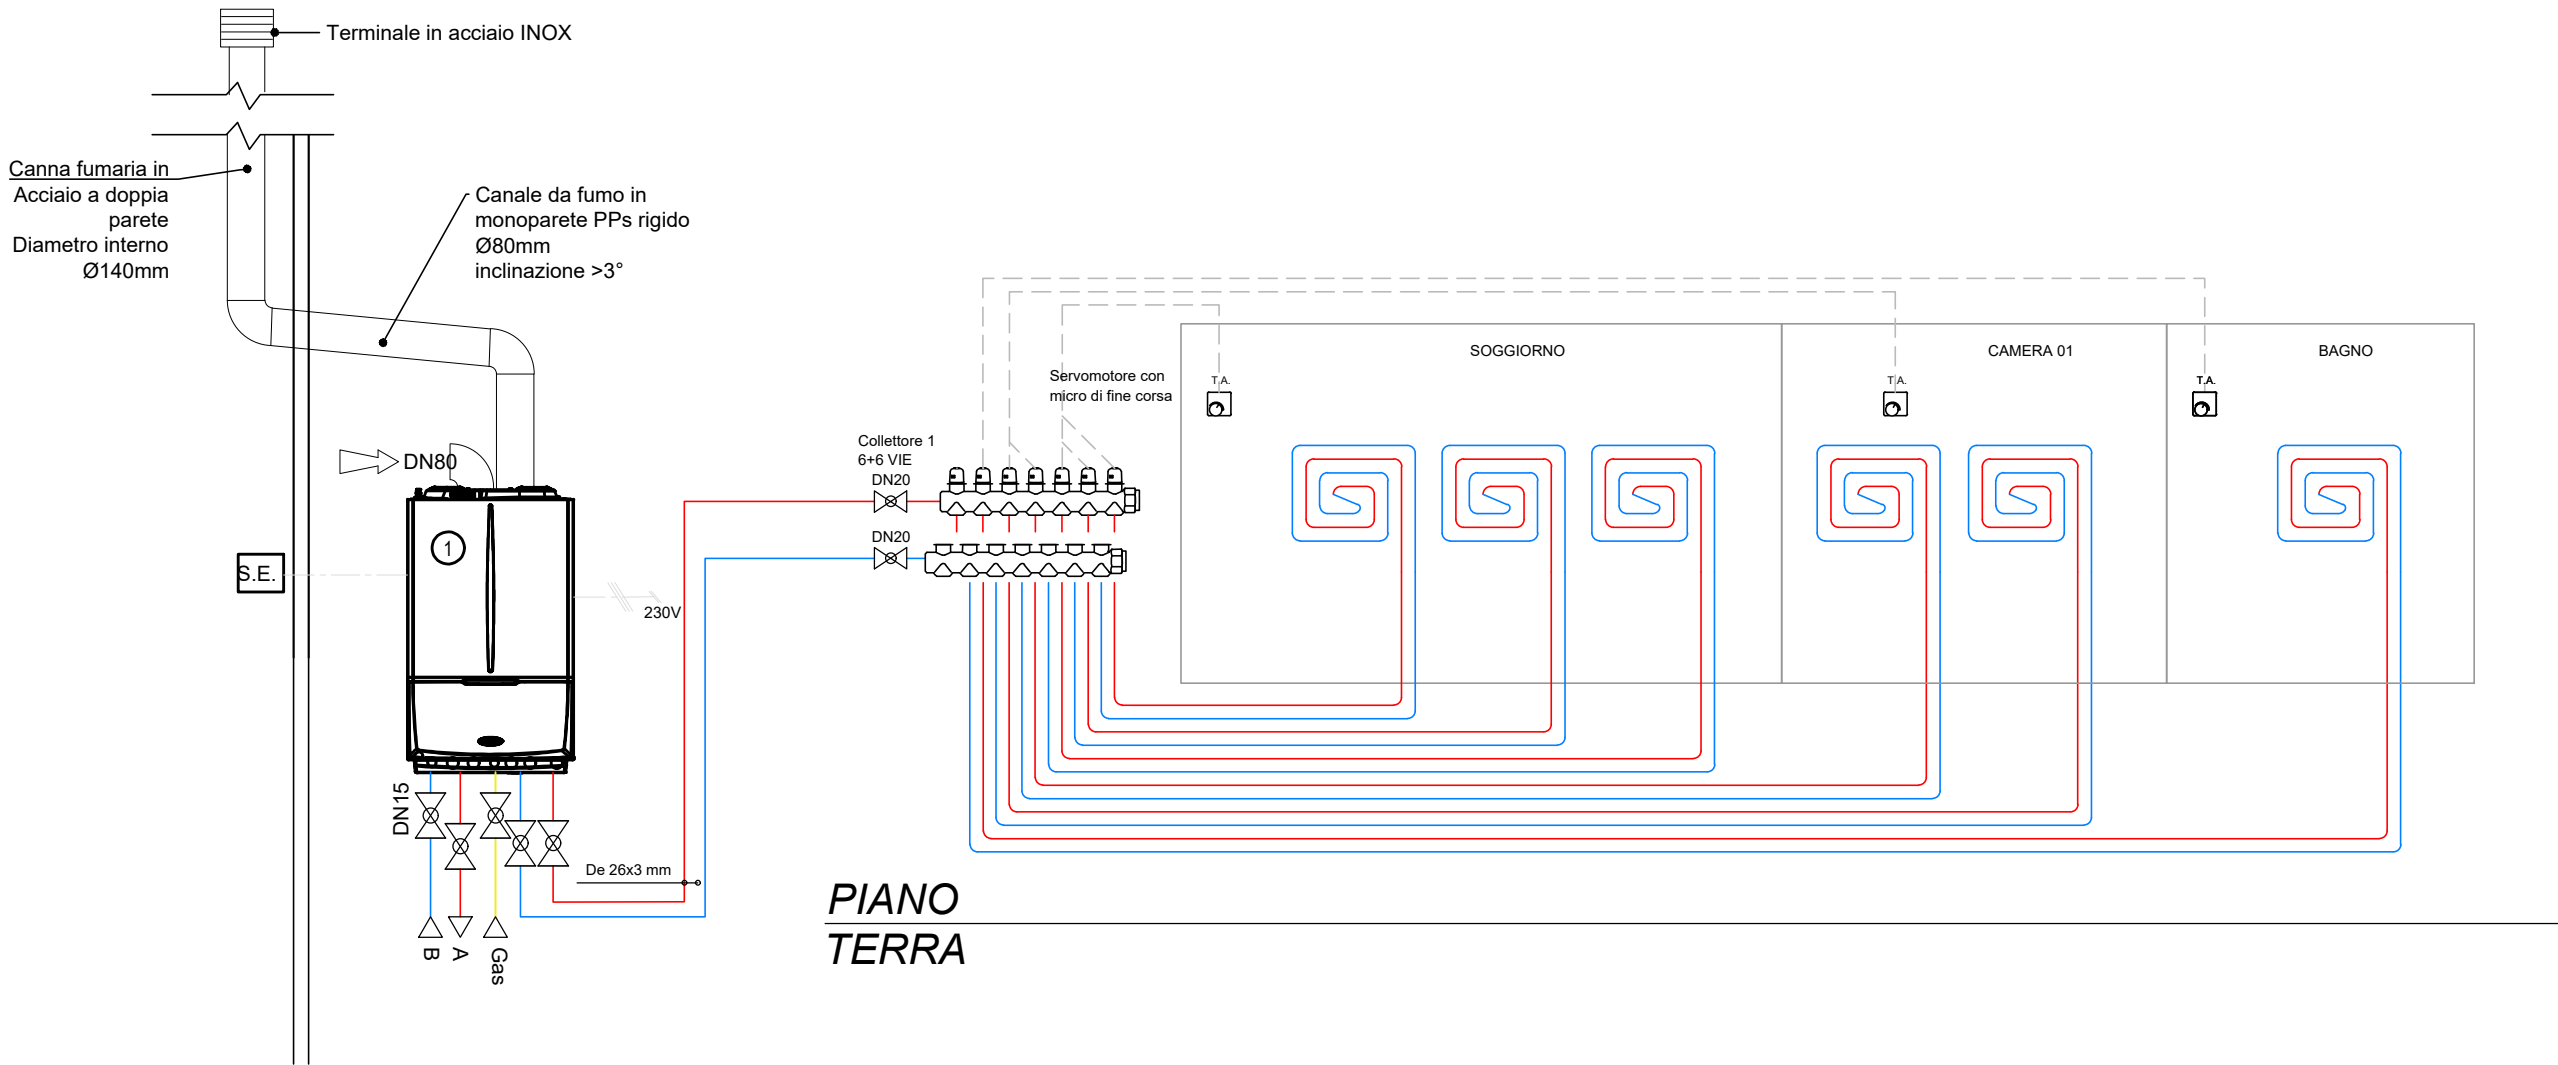 Terminale in acciaio INOX
Canna fumaria in
Acciaio a doppia
parete
Diametro interno
Ø140mm
Canale da fumo in
monoparete PPs rigido
Ø80mm
inclinazione >3°
SOGGIORNO
CAMERA 01
BAGNO
T.A.
T.A.
T.A.
Servomotore con
micro di fine corsa
Collettore 1
6+6 VIE
DN20
DN20
DN80
1
S.E.
230V
DN15
De 26x3 mm
B
A
Gas
PIANO
TERRA